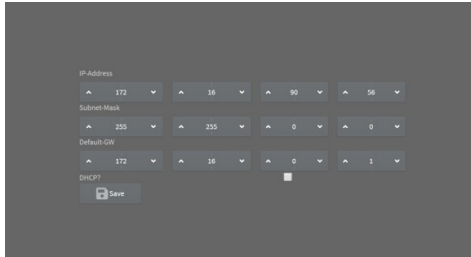 IP-Address
172 16 90 56
Subnet-Mask
255 255 0 0
Default-GW
172 16 0 1
DHCP?
Save